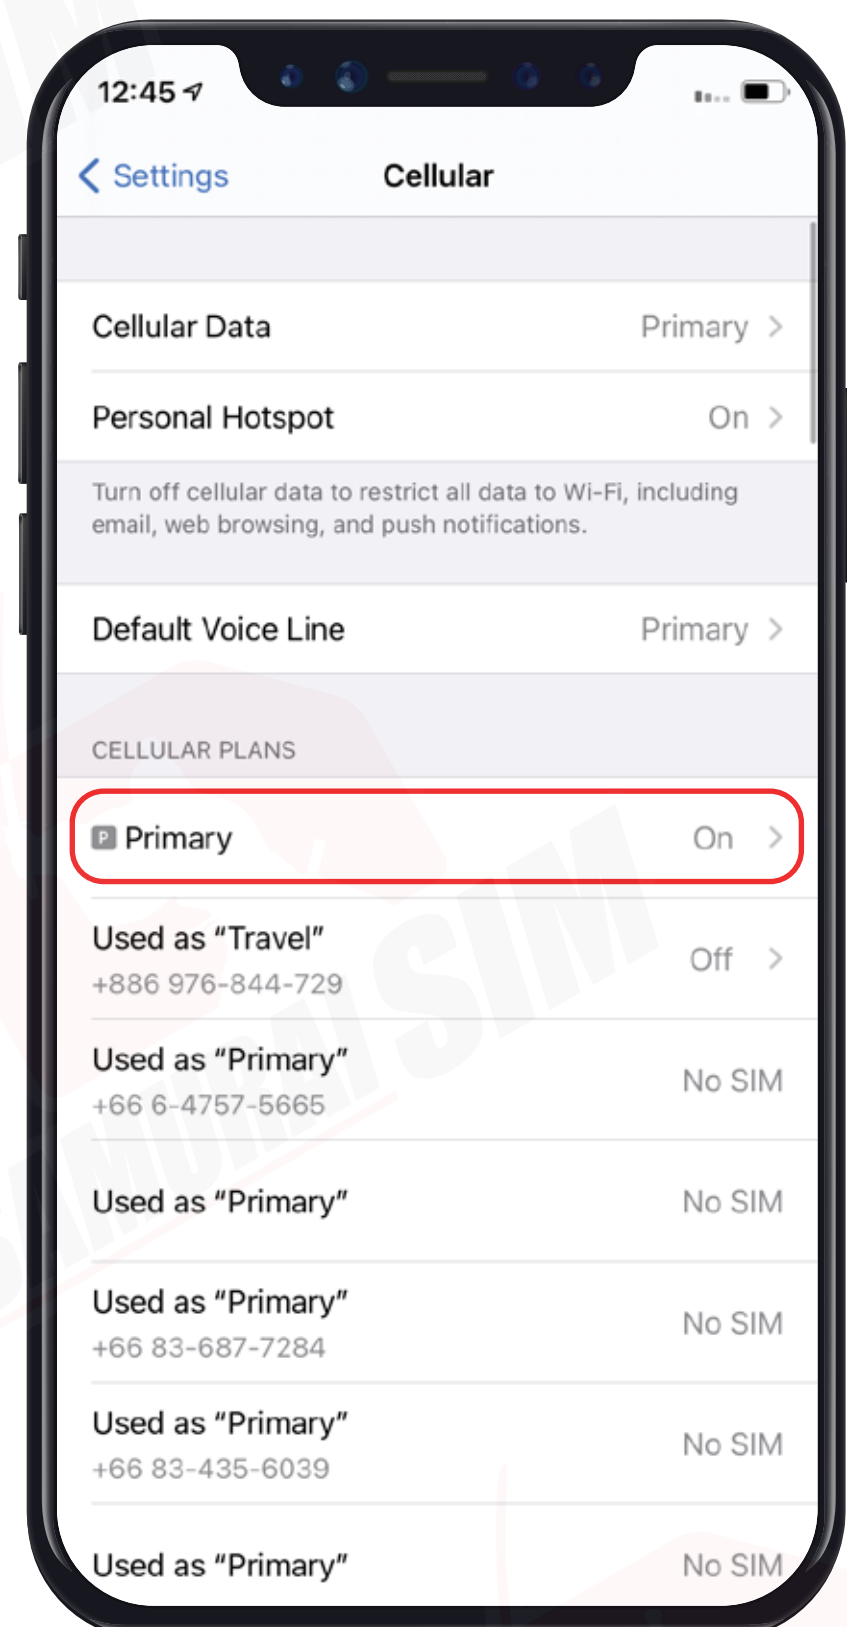 12:45
Settings
Cellular
Cellular Data
Primary
Personal Hotspot
On
Turn off cellular data to restrict all data to Wi-Fi, including
email, web browsing, and push notifications.
Default Voice Line
Primary
CELLULAR PLANS
P Primary
On
Used as “Travel”
+886 976-844-729
Off
Used as “Primary”
+66 6-4757-5665
No SIM
Used as “Primary”
No SIM
Used as “Primary”
+66 83-687-7284
No SIM
Used as “Primary”
+66 83-435-6039
No SIM
Used as “Primary”
No SIM
SAMURAI SIM